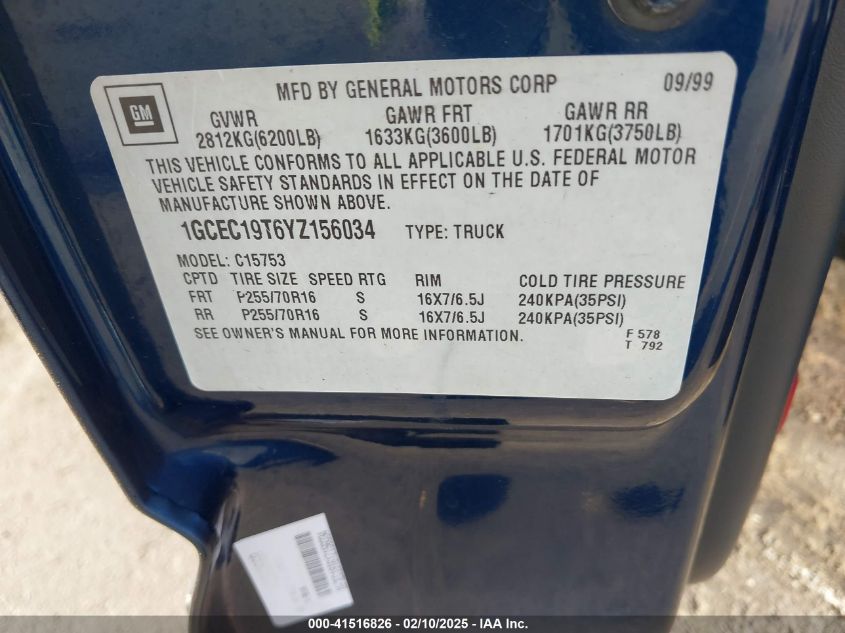 MFD BY GENERAL MOTORS CORP 09/99
GM
GVWR GAWR FRT GAWR RR
2812KG(6200LB) 1633KG(3600LB) 1701KG(3750LB)
THIS VEHICLE CONFORMS TO ALL APPLICABLE U.S. FEDERAL MOTOR
VEHICLE SAFETY STANDARDS IN EFFECT ON THE DATE OF
MANUFACTURE SHOWN ABOVE.
1GCEC19T6YZ156034 TYPE: TRUCK
MODEL: C15753
CPTD TIRE SIZE SPEED RTG RIM COLD TIRE PRESSURE
FRT P255/70R16 S 16X7/6.5J 240KPA(35PSI)
RR P255/70R16 S 16X7/6.5J 240KPA(35PSI)
SEE OWNER'S MANUAL FOR MORE INFORMATION.
F 578
T 792
000-41516826 - 02/10/2025 - IAA Inc.